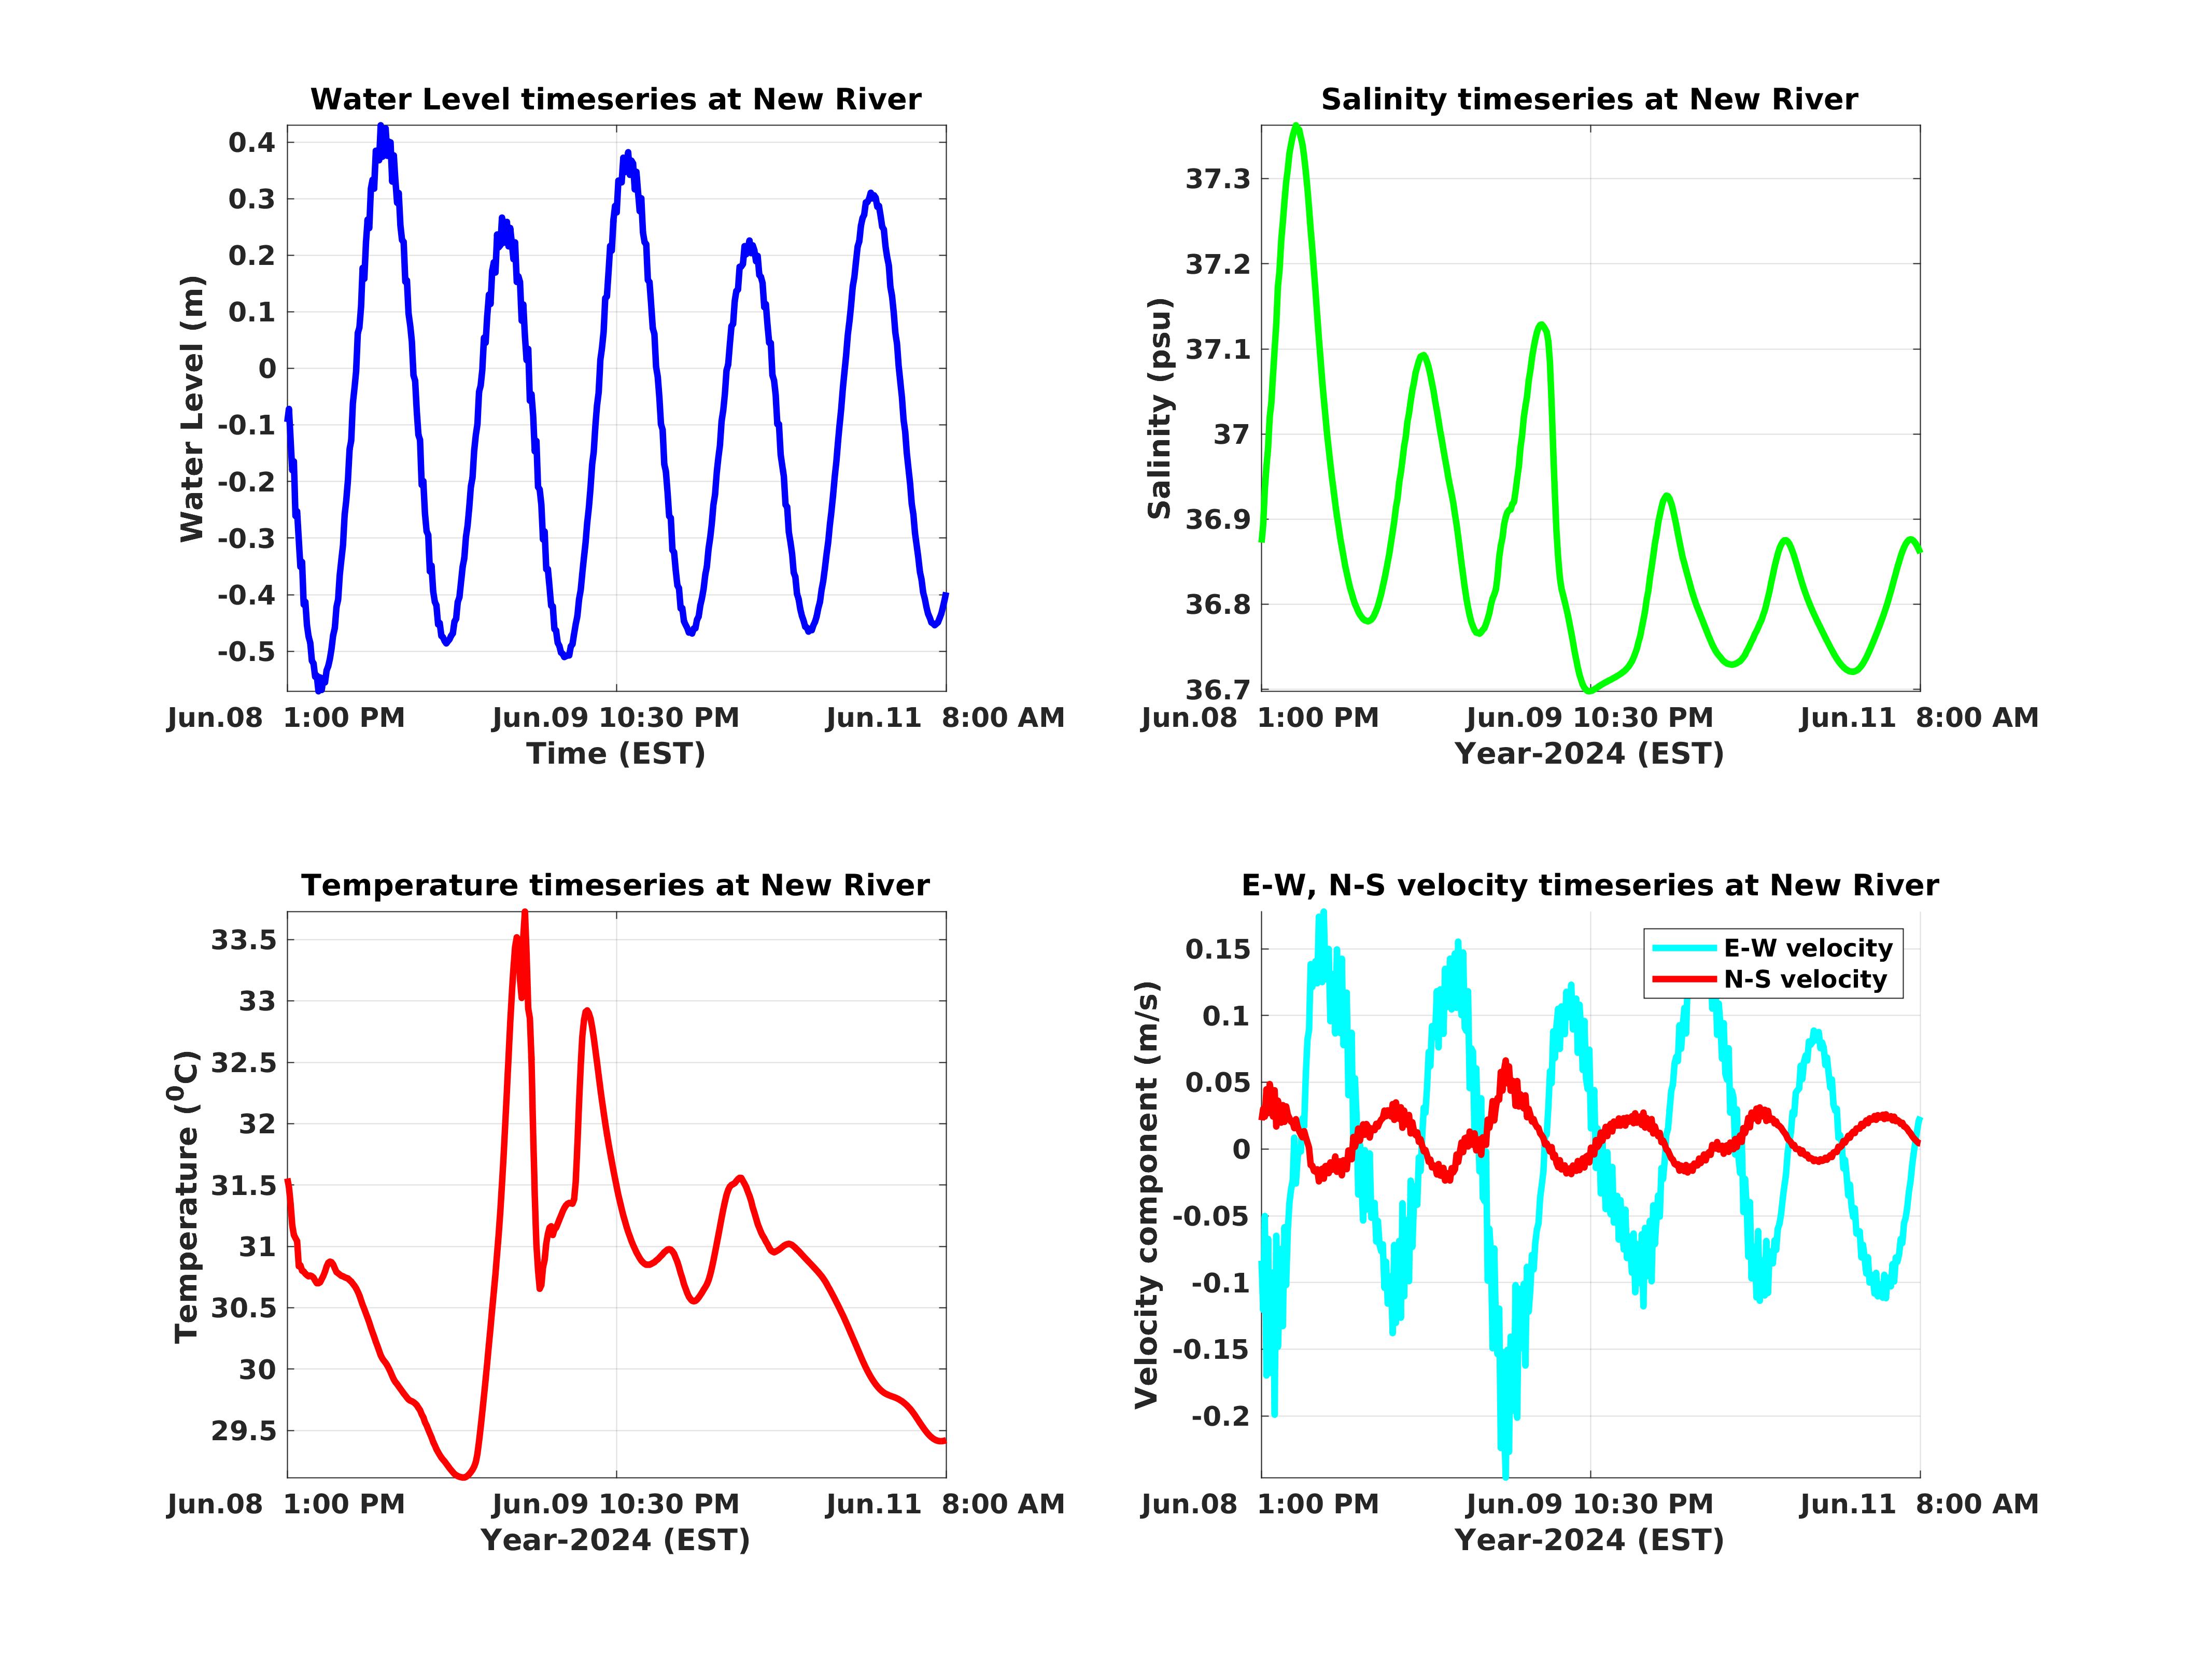 Water Level timeseries at New River
Water Level (m)
0.4
0.3
0.2
0.1
0
-0.1
-0.2
-0.3
-0.4
-0.5
Jun.08 1:00 PM
Jun.09 10:30 PM
Jun.11 8:00 AM
Time (EST)
Salinity timeseries at New River
Salinity (psu)
37.3
37.2
37.1
37
36.9
36.8
36.7
Jun.08 1:00 PM
Jun.09 10:30 PM
Jun.11 8:00 AM
Year-2024 (EST)
Temperature timeseries at New River
Temperature (⁰C)
33.5
33
32.5
32
31.5
31
30.5
30
29.5
Jun.08 1:00 PM
Jun.09 10:30 PM
Jun.11 8:00 AM
Year-2024 (EST)
E-W, N-S velocity timeseries at New River
Velocity component (m/s)
0.15
0.1
0.05
0
-0.05
-0.1
-0.15
-0.2
E-W velocity
N-S velocity
Jun.08 1:00 PM
Jun.09 10:30 PM
Jun.11 8:00 AM
Year-2024 (EST)